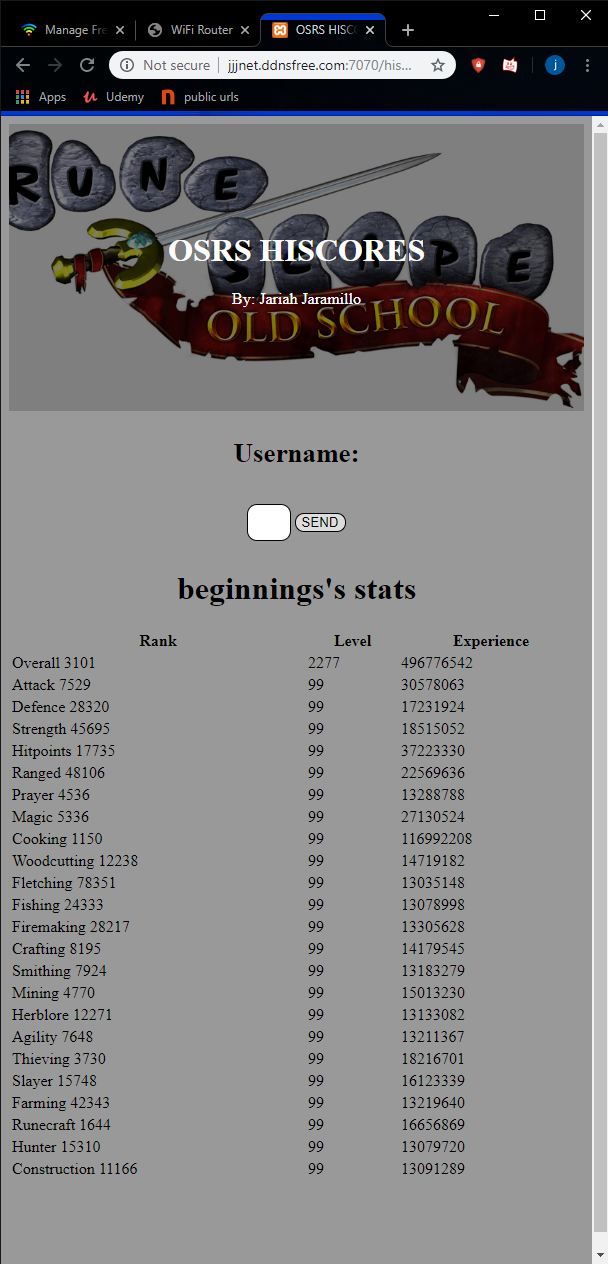 Manage Fre
WiFi Router
OSRS HISC
Not secure | jjjnet.ddnsfree.com:7070/his...
j
Apps Udemy public urls
RUNE
SCAPE
OLD SCHOOL
OSRS HISCORES
By: Jariah Jaramillo
Username:
SEND
beginnings's stats
Rank Level Experience
Overall 3101 2277 496776542
Attack 7529 99 30578063
Defence 28320 99 17231924
Strength 45695 99 18515052
Hitpoints 17735 99 37223330
Ranged 48106 99 22569636
Prayer 4536 99 13288788
Magic 5336 99 27130524
Cooking 1150 99 116992208
Woodcutting 12238 99 14719182
Fletching 78351 99 13035148
Fishing 24333 99 13078998
Firemaking 28217 99 13305628
Crafting 8195 99 14179545
Smithing 7924 99 13183279
Mining 4770 99 15013230
Herblore 12271 99 13133082
Agility 7648 99 13211367
Thieving 3730 99 18216701
Slayer 15748 99 16123339
Farming 42343 99 13219640
Runecraft 1644 99 16656869
Hunter 15310 99 13079720
Construction 11166 99 13091289